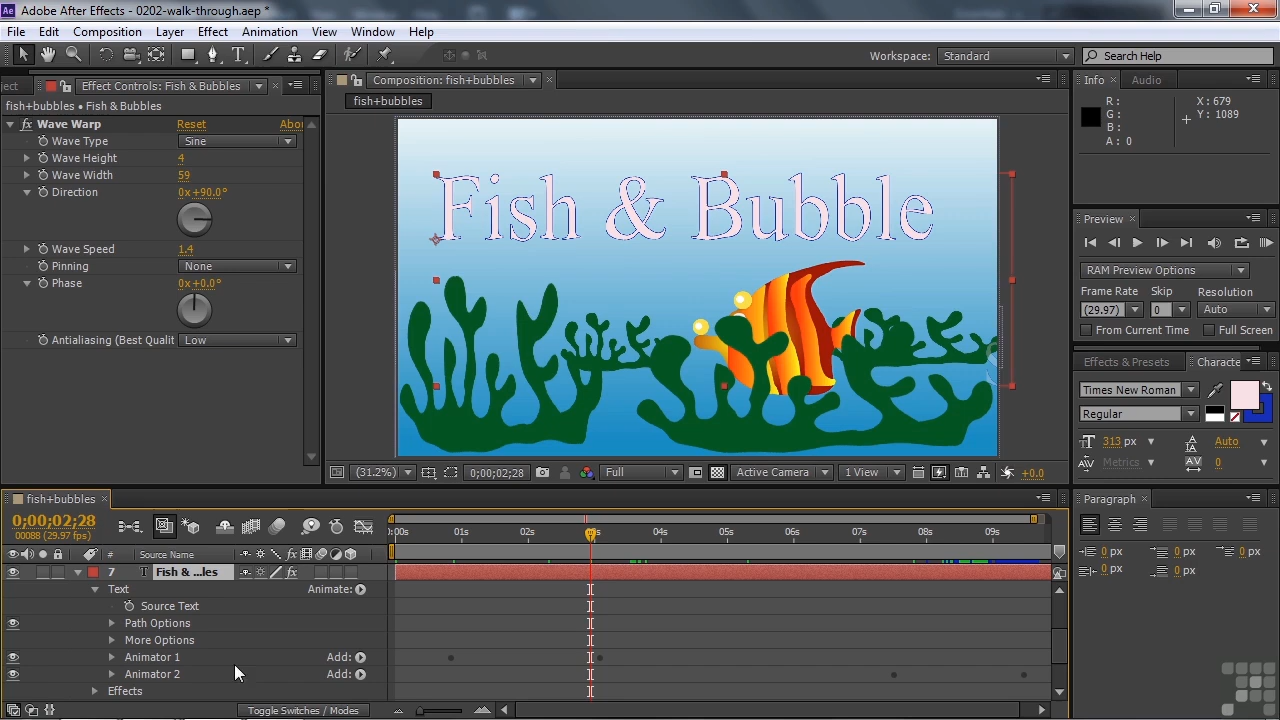 Ae Adobe After Effects - 0202-walk-through.aep *
File Edit Composition Layer Effect Animation View Window Help
Workspace: Standard Search Help
ject Effect Controls: Fish & Bubbles
Composition: fish+bubbles
Info Audio
fish+bubbles • Fish & Bubbles
fish+bubbles
fx Wave Warp Reset Abo
Wave Type Sine
Wave Height 4
Wave Width 59
Direction 0x+90.0°
Wave Speed 1.4
Pinning None
Phase 0x+0.0°
Antialiasing (Best Qualit Low
Fish & Bubble
R:
G:
B:
A: 0
X: 679
Y: 1089
Preview
RAM Preview Options
Frame Rate Skip Resolution
(29.97) 0 Auto
From Current Time Full Screen
Effects & Presets Characte
Times New Roman
Regular
313 px Auto
Metrics 0
(31.2%) 0;00;02;28 Full Active Camera 1 View +0.0
Paragraph
0 px 0 px 0 px
0 px 0 px
fish+bubbles
0;00;02;28
00088 (29.97 fps)
:00s 01s 02s 3s 04s 05s 06s 07s 08s 09s
# Source Name fx
7 T Fish & ...les fx
Text Animate:
Source Text
Path Options
More Options
Animator 1 Add:
Animator 2 Add:
Effects
Toggle Switches / Modes